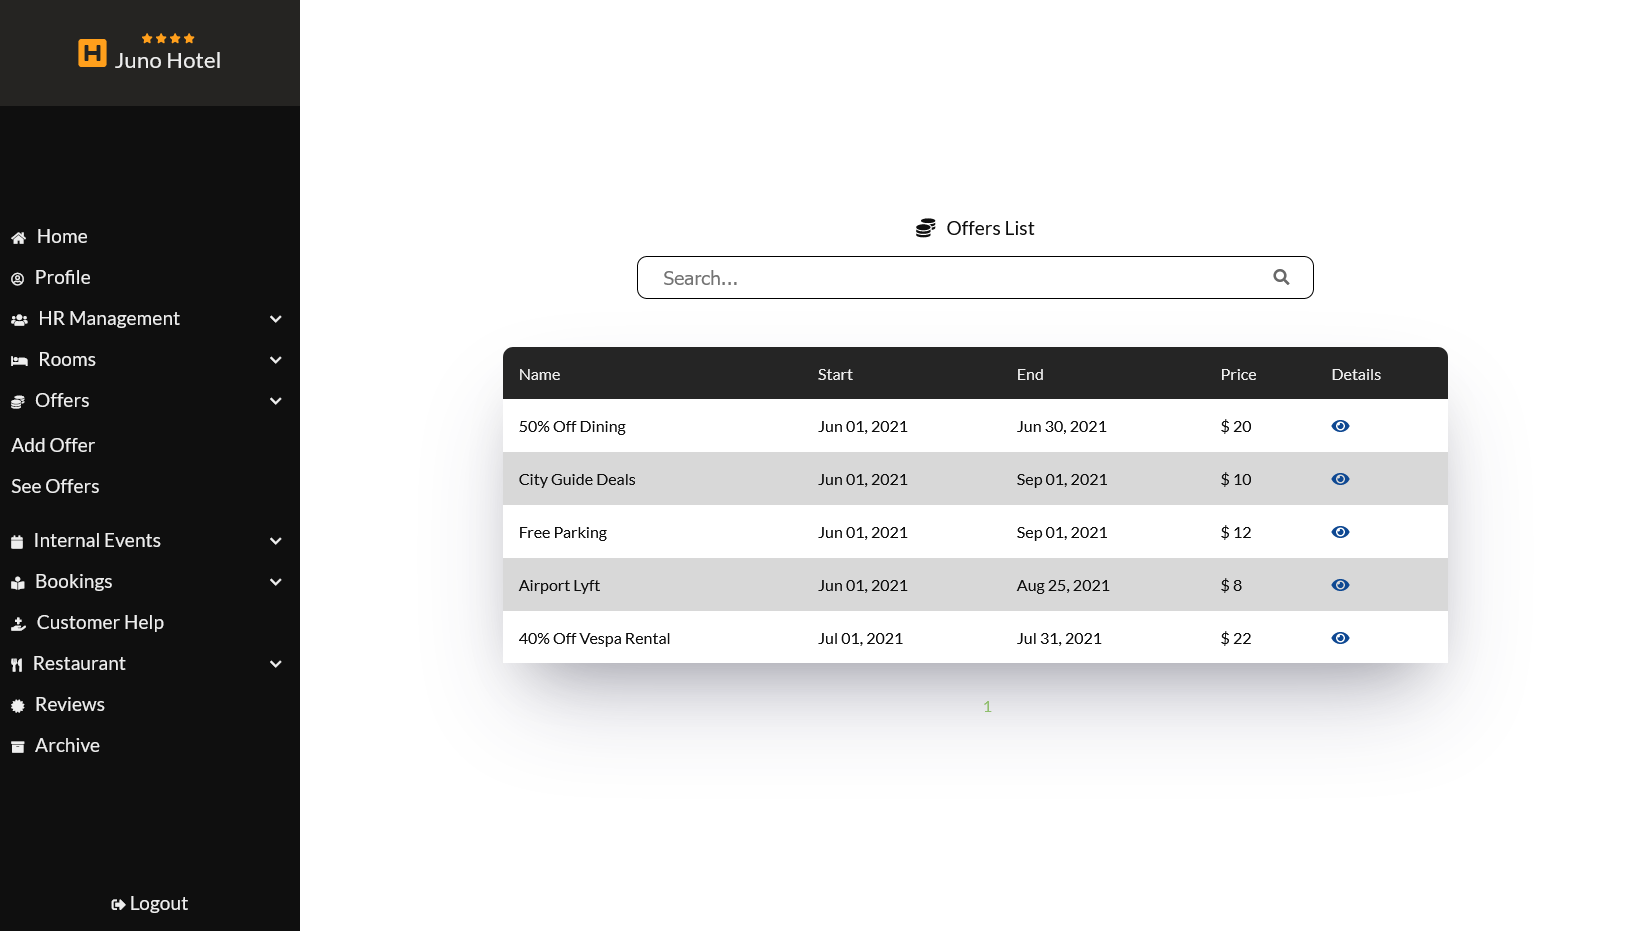 Juno Hotel
Home
Profile
HR Management
Rooms
Offers
Add Offer
See Offers
Internal Events
Bookings
Customer Help
Restaurant
Reviews
Archive
Logout
Offers List
Search...
Name Start End Price Details
50% Off Dining Jun 01, 2021 Jun 30, 2021 $ 20
City Guide Deals Jun 01, 2021 Sep 01, 2021 $ 10
Free Parking Jun 01, 2021 Sep 01, 2021 $ 12
Airport Lyft Jun 01, 2021 Aug 25, 2021 $ 8
40% Off Vespa Rental Jul 01, 2021 Jul 31, 2021 $ 22
1